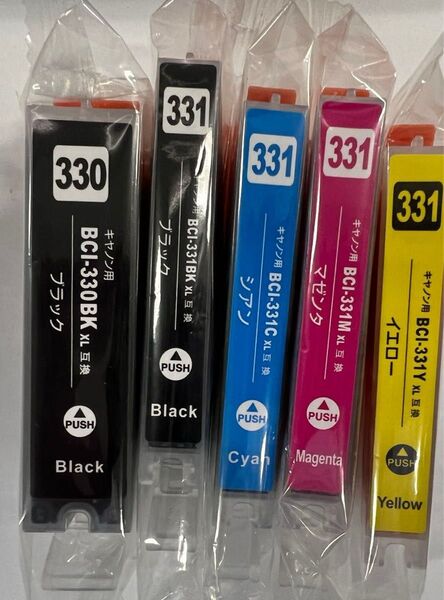 330
キヤノン用
BCI-330BK XL 互換
ブラック
PUSH
Black
331
キヤノン用
BCI-331BK XL 互換
ブラック
PUSH
Black
331
キヤノン用
BCI-331C XL 互換
シアン
PUSH
Cyan
331
キヤノン用
BCI-331M XL 互換
マゼンタ
PUSH
Magenta
331
キヤノン用
BCI-331Y XL 互換
イエロー
PUSH
Yellow